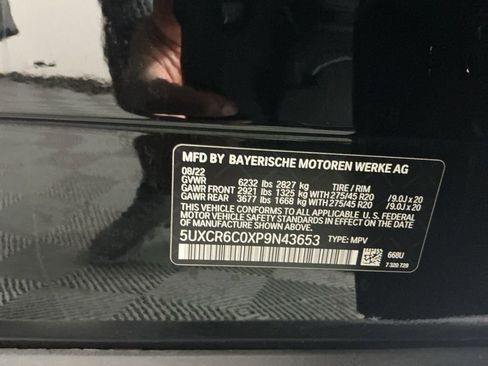 MFD BY BAYERISCHE MOTOREN WERKE AG
08/22
GVWR 6232 lbs 2827 kg TIRE / RIM
GAWR FRONT 2921 lbs 1325 kg WITH 275/45 R20 /9.0J x 20
GAWR REAR 3677 lbs 1668 kg WITH 275/45 R20 /9.0J x 20
THIS VEHICLE CONFORMS TO ALL APPLICABLE U. S. FEDERAL
MOTOR VEHICLE SAFETY STANDARDS IN EFFECT ON THE DATE
OF MANUFACTURE SHOWN ABOVE.
5UXCR6C0XP9N43653 TYPE: MPV
668U
7 320 729